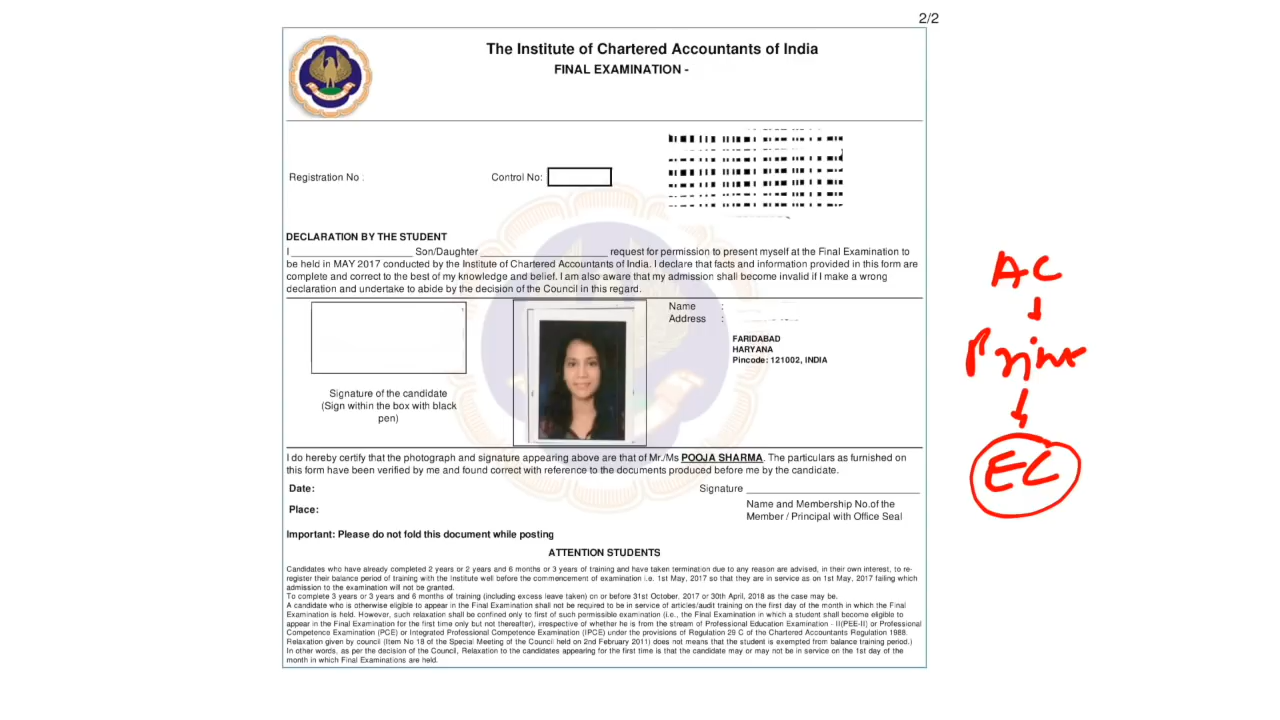 2/2
The Institute of Chartered Accountants of India
FINAL EXAMINATION -
Registration No .
Control No:
DECLARATION BY THE STUDENT
I ______________________ Son/Daughter ______________________ request for permission to present myself at the Final Examination to
be held in MAY 2017 conducted by the Institute of Chartered Accountants of India. I declare that facts and information provided in this form are
complete and correct to the best of my knowledge and belief. I am also aware that my admission shall become invalid if I make a wrong
declaration and undertake to abide by the decision of the Council in this regard.
Name :
Address :
FARIDABAD
HARYANA
Pincode: 121002, INDIA
Signature of the candidate
(Sign within the box with black
pen)
I do hereby certify that the photograph and signature appearing above are that of Mr./Ms POOJA SHARMA. The particulars as furnished on
this form have been verified by me and found correct with reference to the documents produced before me by the candidate.
Date:
Signature ______________________
Place:
Name and Membership No.of the
Member / Principal with Office Seal
Important: Please do not fold this document while posting
ATTENTION STUDENTS
Candidates who have already completed 2 years or 2 years and 6 months or 3 years of training and have taken termination due to any reason are advised, in their own interest, to re-
register their balance period of training with the Institute well before the commencement of examination i.e. 1st May, 2017 so that they are in service as on 1st May, 2017 failing which
admission to the examination will not be granted.
To complete 3 years or 3 years and 6 months of training (including excess leave taken) on or before 31st October, 2017 or 30th April, 2018 as the case may be.
A candidate who is otherwise eligible to appear in the Final Examination shall not be required to be in service of articles/audit training on the first day of the month in which the Final
Examination is held. However, such relaxation shall be confined only to first of such permissible examination (i.e., the Final Examination in which a student shall become eligible to
appear in the Final Examination for the first time only but not thereafter), irrespective of whether he is from the stream of Professional Education Examination - II(PEE-II) or Professional
Competence Examination (PCE) or Integrated Professional Competence Examination (IPCE) under the provisions of Regulation 29 C of the Chartered Accountants Regulation 1988.
Relaxation given by council (Item No 18 of the Special Meeting of the Council held on 2nd February 2011) does not means that the student is exempted from balance training period.)
In other words, as per the decision of the Council, Relaxation to the candidates appearing for the first time is that the candidate may or may not be in service on the 1st day of the
month in which Final Examinations are held.
AC
Print
EC